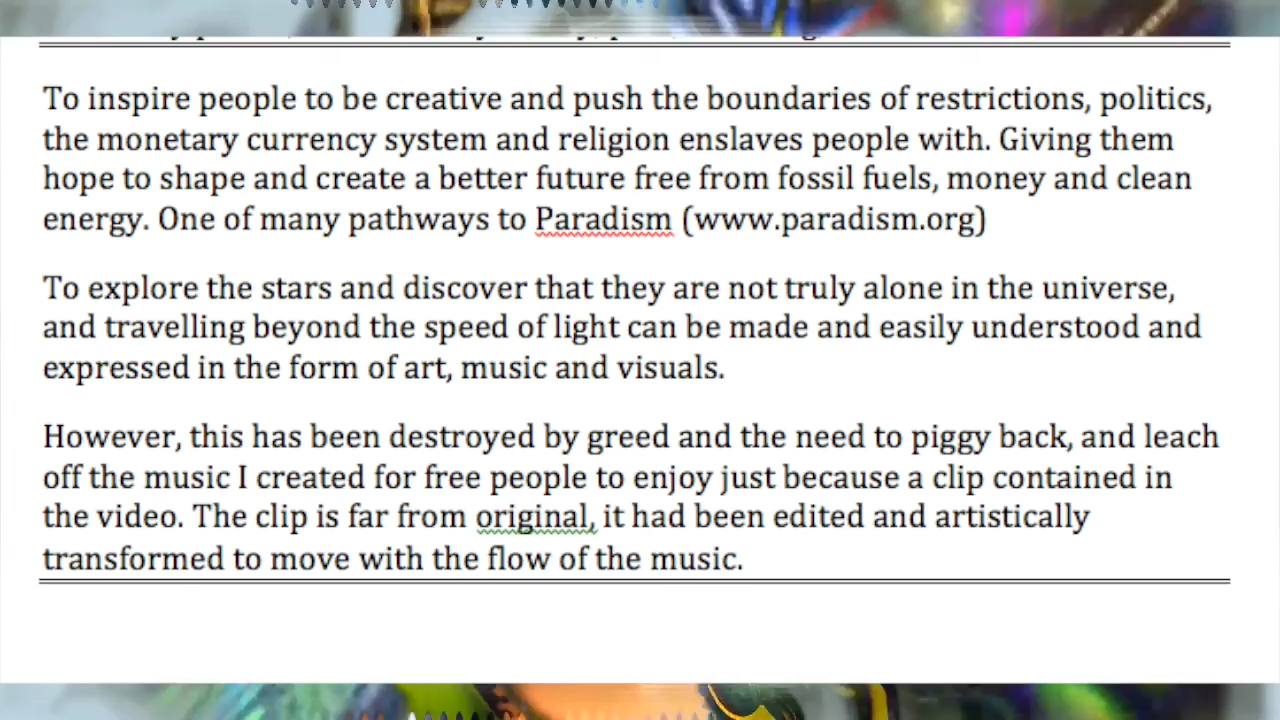 To inspire people to be creative and push the boundaries of restrictions, politics,
the monetary currency system and religion enslaves people with. Giving them
hope to shape and create a better future free from fossil fuels, money and clean
energy. One of many pathways to Paradism (www.paradism.org)
To explore the stars and discover that they are not truly alone in the universe,
and travelling beyond the speed of light can be made and easily understood and
expressed in the form of art, music and visuals.
However, this has been destroyed by greed and the need to piggy back, and leach
off the music I created for free people to enjoy just because a clip contained in
the video. The clip is far from original, it had been edited and artistically
transformed to move with the flow of the music.